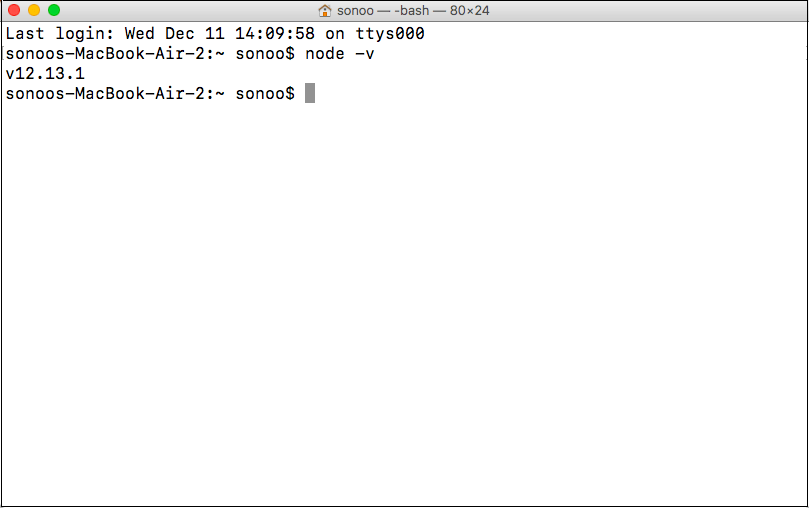 sonoo — -bash — 80×24
Last login: Wed Dec 11 14:09:58 on ttys000
sonoos-MacBook-Air-2:~ sonoo$ node -v
v12.13.1
sonoos-MacBook-Air-2:~ sonoo$